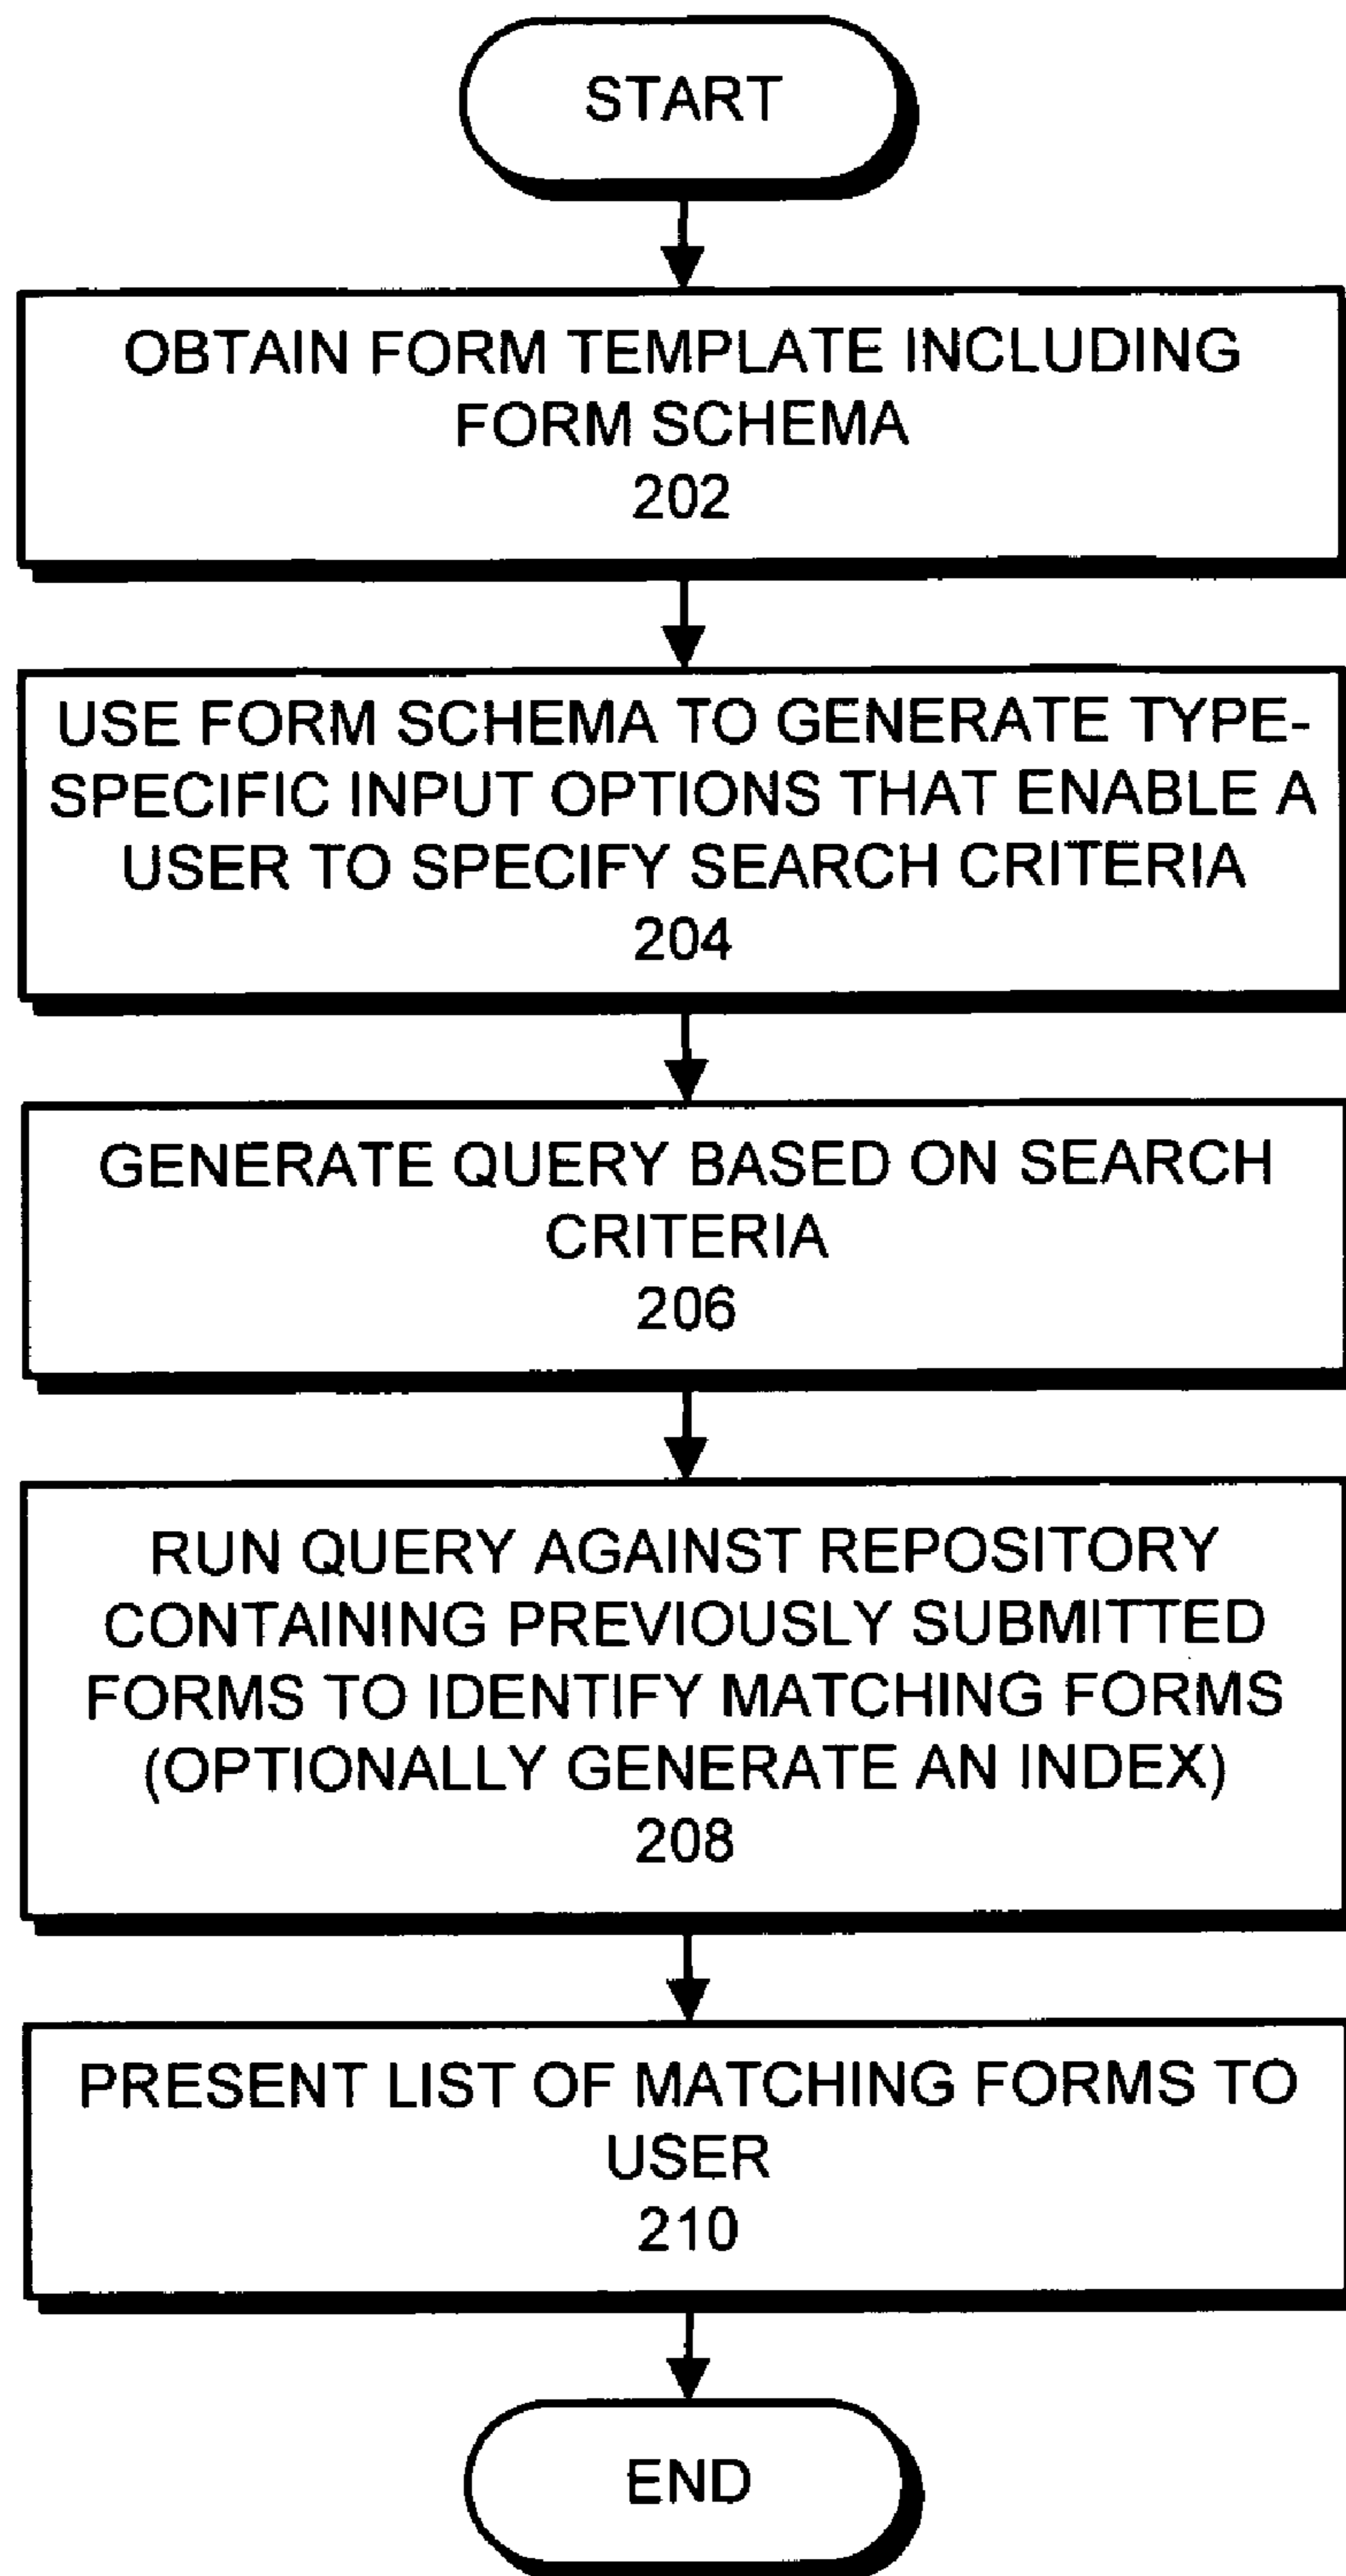 START
OBTAIN FORM TEMPLATE INCLUDING
FORM SCHEMA
202
USE FORM SCHEMA TO GENERATE TYPE-
SPECIFIC INPUT OPTIONS THAT ENABLE A
USER TO SPECIFY SEARCH CRITERIA
204
GENERATE QUERY BASED ON SEARCH
CRITERIA
206
RUN QUERY AGAINST REPOSITORY
CONTAINING PREVIOUSLY SUBMITTED
FORMS TO IDENTIFY MATCHING FORMS
(OPTIONALLY GENERATE AN INDEX)
208
PRESENT LIST OF MATCHING FORMS TO
USER
210
END